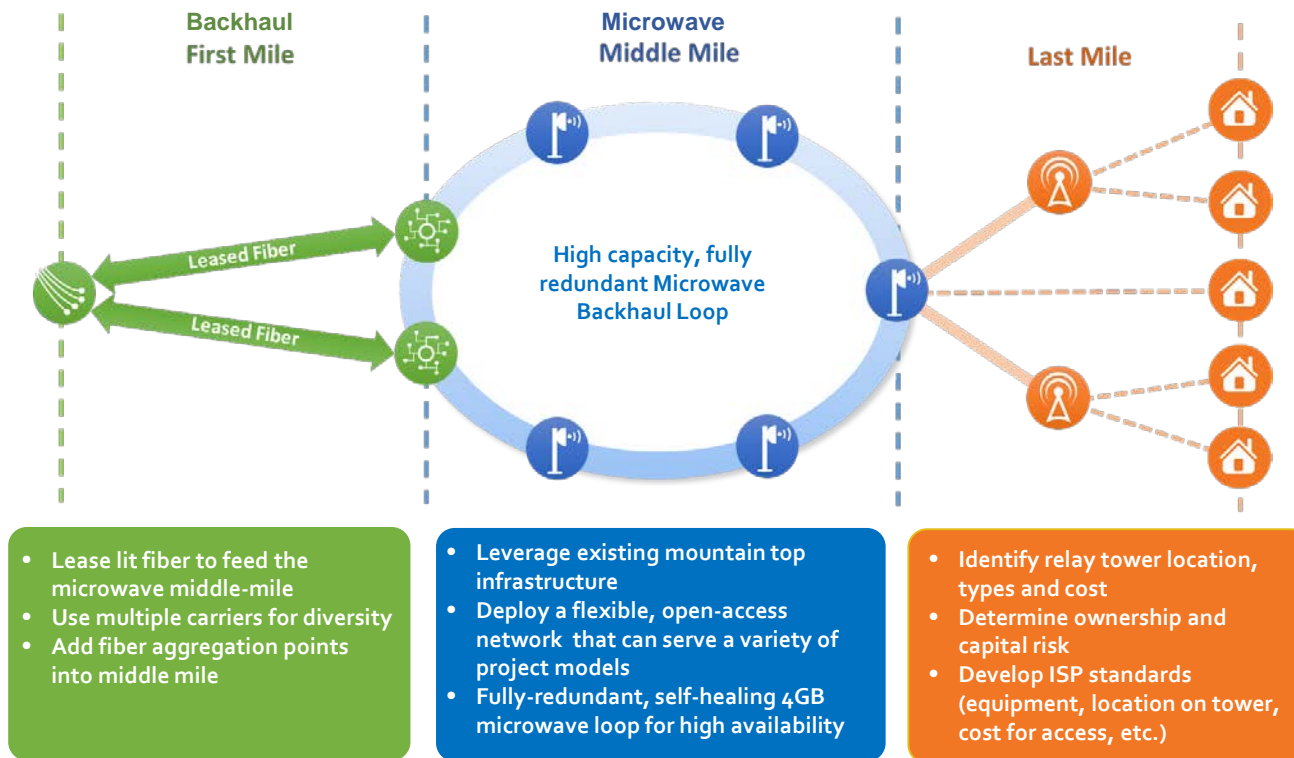 Backhaul
First Mile
Microwave
Middle Mile
Last Mile
Leased Fiber
Leased Fiber
High capacity, fully
redundant Microwave
Backhaul Loop
• Lease lit fiber to feed the
microwave middle-mile
• Use multiple carriers for diversity
• Add fiber aggregation points
into middle mile
• Leverage existing mountain top
infrastructure
• Deploy a flexible, open-access
network that can serve a variety of
project models
• Fully-redundant, self-healing 4GB
microwave loop for high availability
• Identify relay tower location,
types and cost
• Determine ownership and
capital risk
• Develop ISP standards
(equipment, location on tower,
cost for access, etc.)